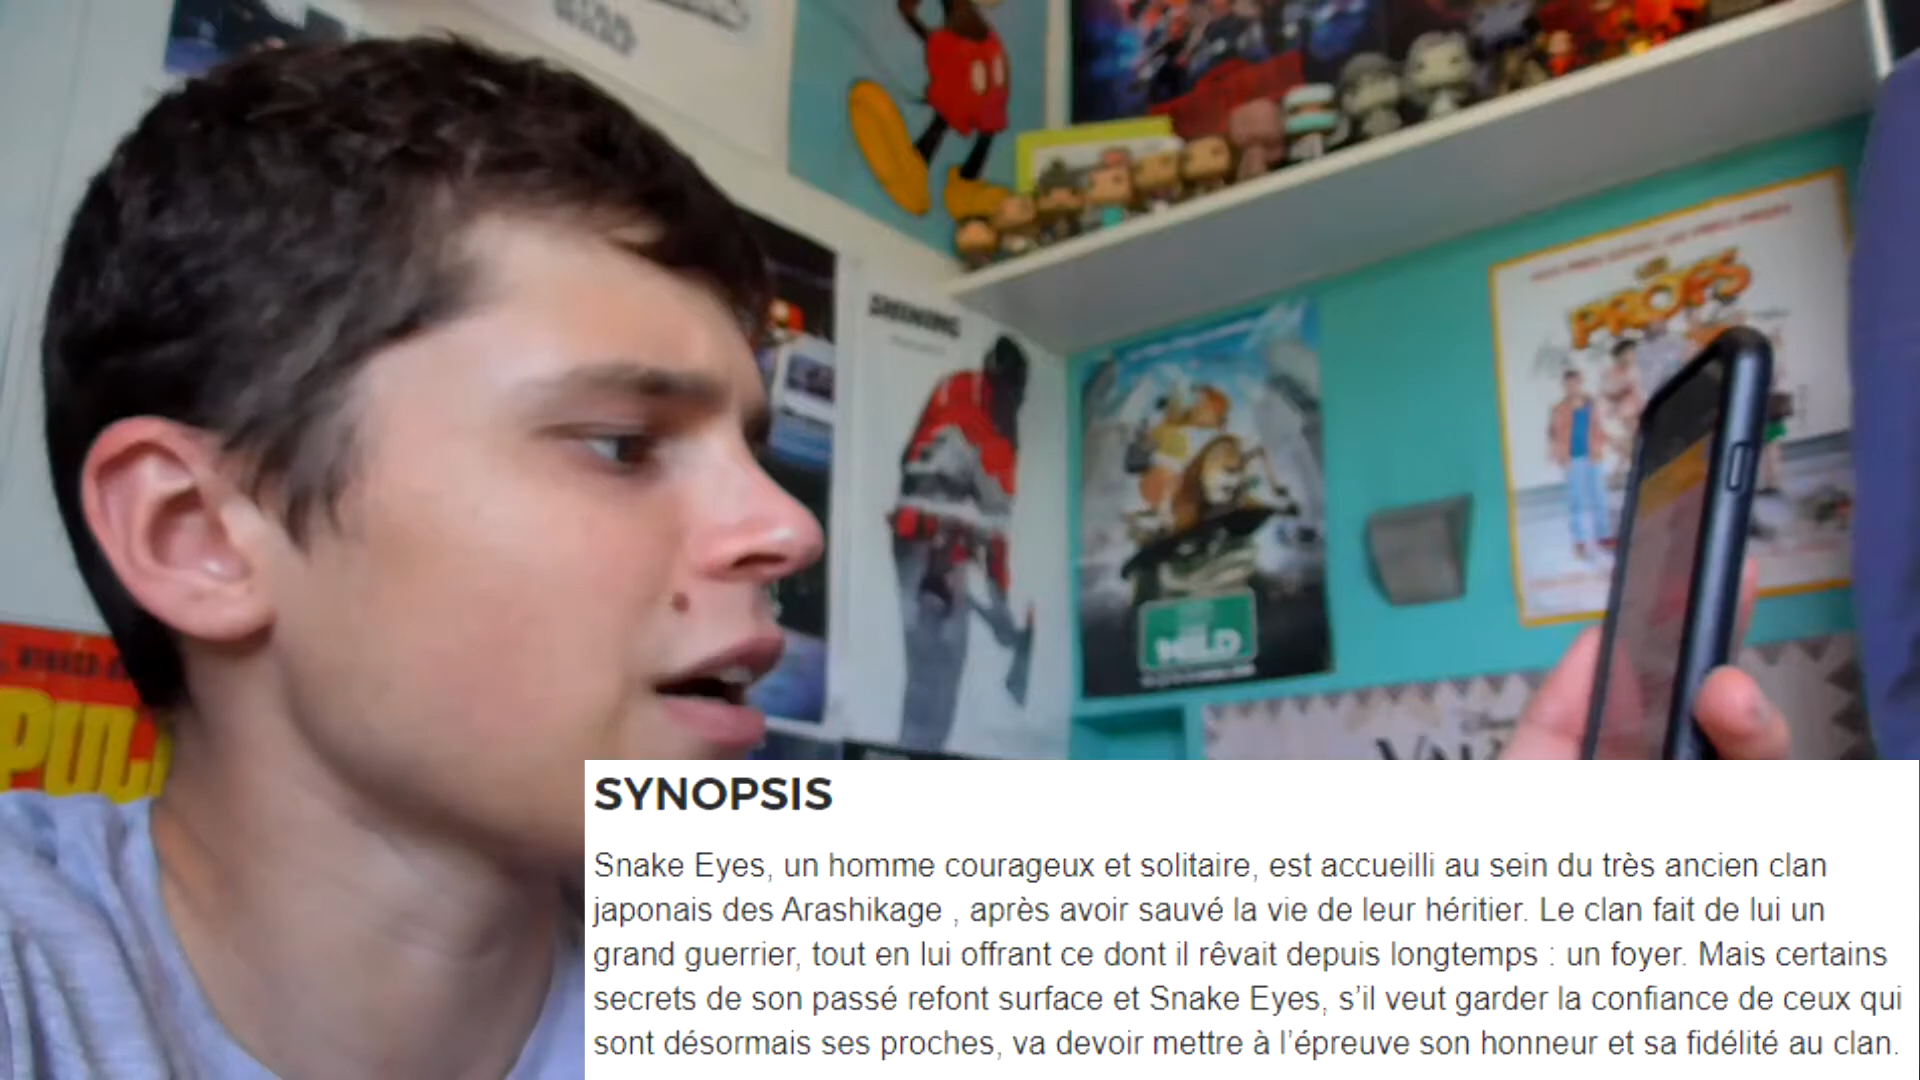 STAR
WARS
SHINING
LES
PROFS
WILD
PUL
SYNOPSIS
Snake Eyes, un homme courageux et solitaire, est accueilli au sein du très ancien clan
japonais des Arashikage , après avoir sauvé la vie de leur héritier. Le clan fait de lui un
grand guerrier, tout en lui offrant ce dont il rêvait depuis longtemps : un foyer. Mais certains
secrets de son passé refont surface et Snake Eyes, s’il veut garder la confiance de ceux qui
sont désormais ses proches, va devoir mettre à l’épreuve son honneur et sa fidélité au clan.